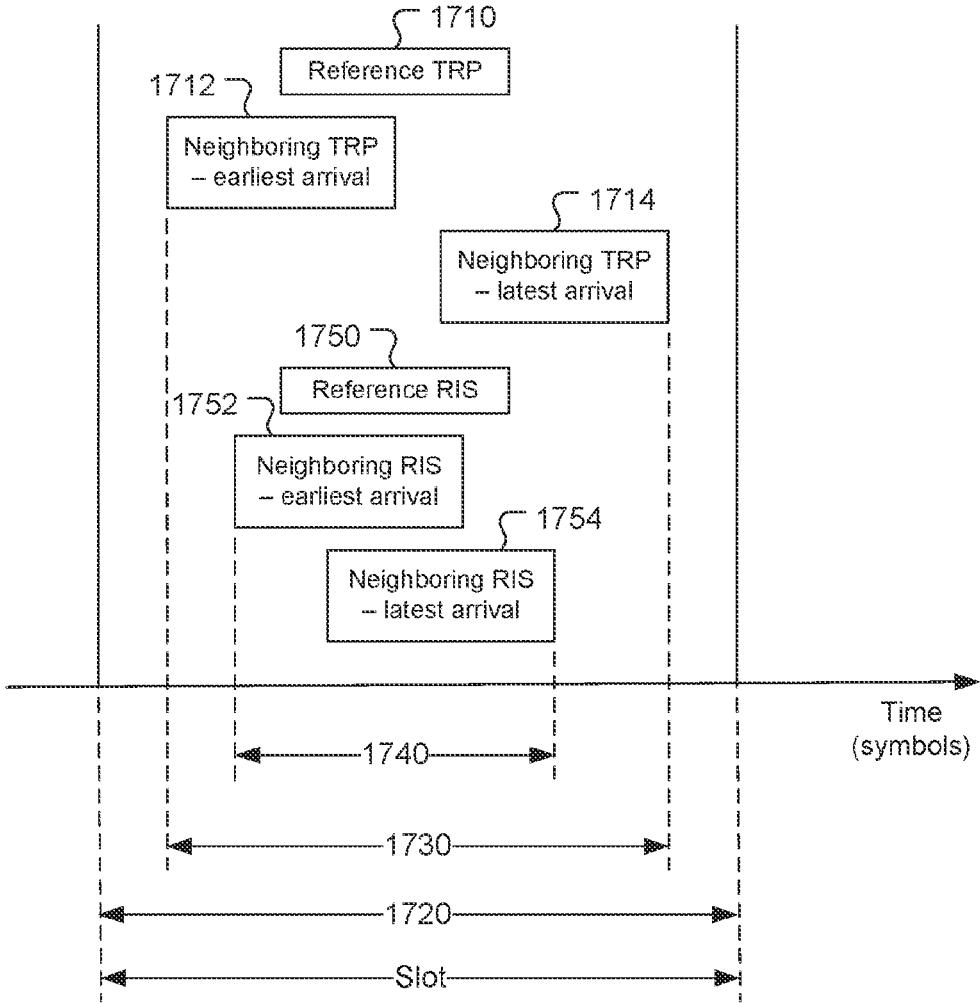 1710
Reference TRP
1712
Neighboring TRP
– earliest arrival
1714
Neighboring TRP
– latest arrival
1750
Reference RIS
1752
Neighboring RIS
– earliest arrival
1754
Neighboring RIS
– latest arrival
Time
(symbols)
1740
1730
1720
Slot